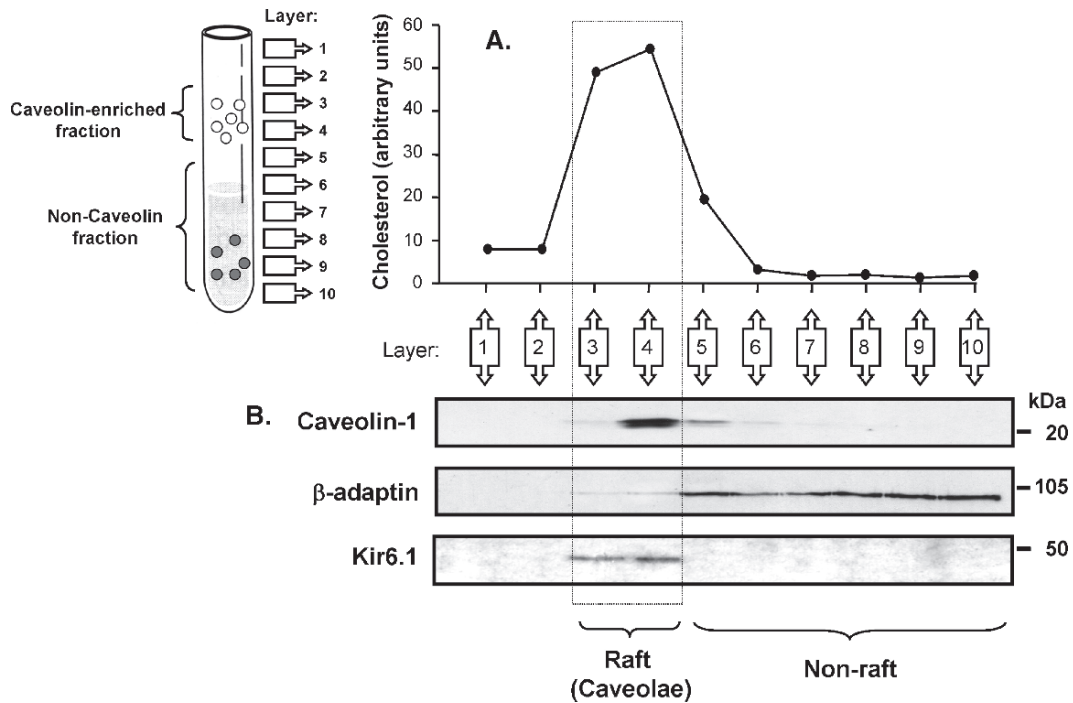 Layer:
1
2
3
4
5
6
7
8
9
10
Caveolin-enriched
fraction
Non-Caveolin
fraction
A.
Cholesterol (arbitrary units)
60
50
40
30
20
10
0
Layer:
1 2 3 4 5 6 7 8 9 10
B.
kDa
Caveolin-1
20
β-adaptin
105
Kir6.1
50
Raft
(Caveolae)
Non-raft